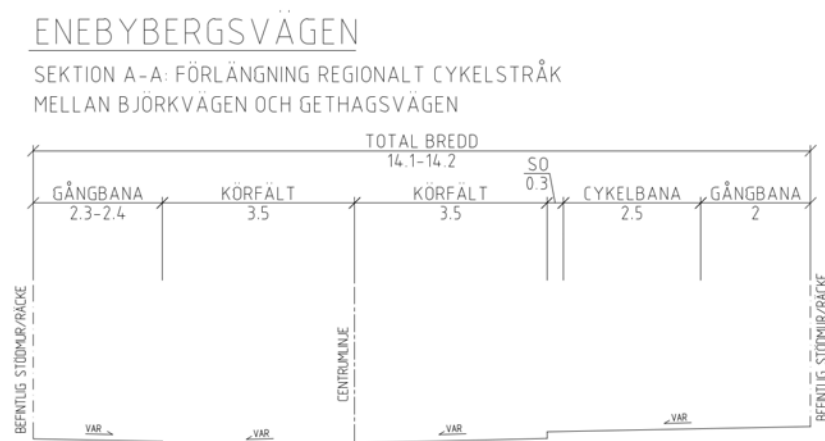 ENEBYBERGSVÄGEN
SEKTION A-A: FÖRLÄNGNING REGIONALT CYKELSTRÅK
MELLAN BJÖRKVÄGEN OCH GETHAGSVÄGEN
TOTAL BREDD
14.1-14.2
SO
0.3
GÅNGBANA
2.3-2.4
KÖRFÄLT
3.5
KÖRFÄLT
3.5
CYKELBANA
2.5
GÅNGBANA
2
BEFINTLIG STÖDMUR/RÄCKE
CENTRUMLINJE
BEFINTLIG STÖDMUR/RÄCKE
VAR
VAR
VAR
VAR